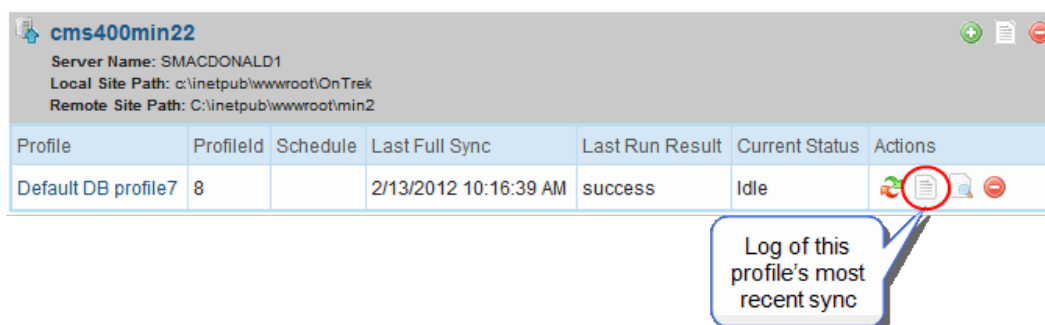 cms400min22
Server Name: SMACDONALD1
Local Site Path: c:\inetpub\wwwroot\OnTrek
Remote Site Path: C:\inetpub\wwwroot\min2
Profile ProfileId Schedule Last Full Sync Last Run Result Current Status Actions
Default DB profile7 8 2/13/2012 10:16:39 AM success Idle
Log of this
profile's most
recent sync